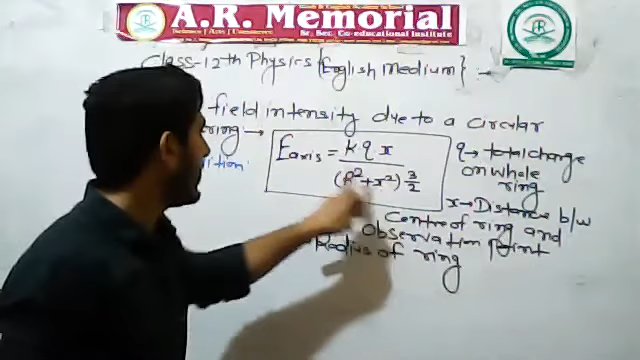 A.R. Memorial
Science | Arts | Commerce Sr. Sec. Co-educational Institute
Class-12th Physics {English Medium} :-
field intensity due to a circular
ring →
E axis = K q x / (R²+x²) 3/2
q → total charge
on whole
ring
x → Distance b/w
Centre of ring and
Observation point
Radius of ring